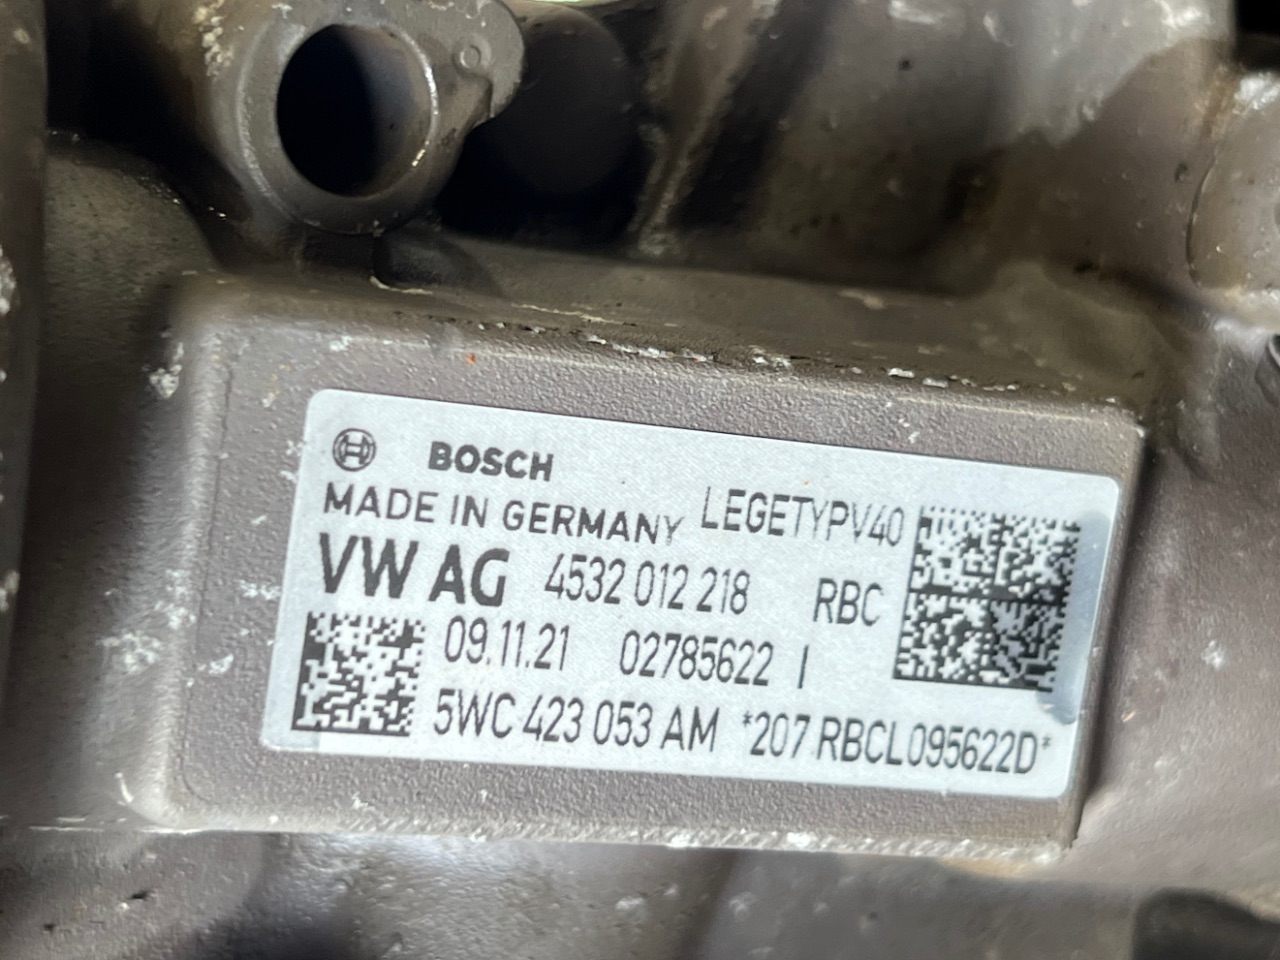 BOSCH
MADE IN GERMANY LEGETYPV40
VW AG 4532 012 218 RBC
09.11.21 02785622 I
5WC 423 053 AM *207 RBCL095622D*